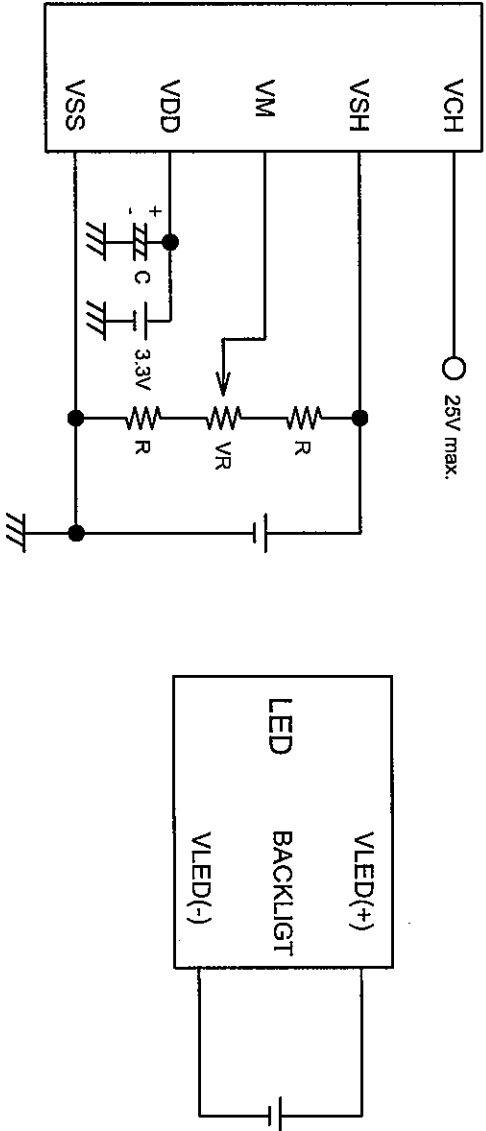 VCH
25V max.
VSH
VM
VDD
VSS
+
-
C
3.3V
R
VR
R
LED
BACKLIGT
VLED(+)
VLED(-)